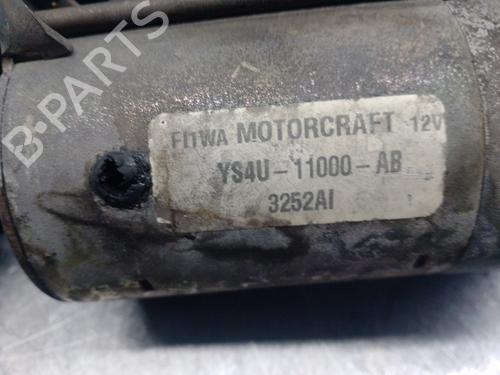 B-PARTS
FITWA MOTORCRAFT 12V
YS4U-11000-AB
3252AI